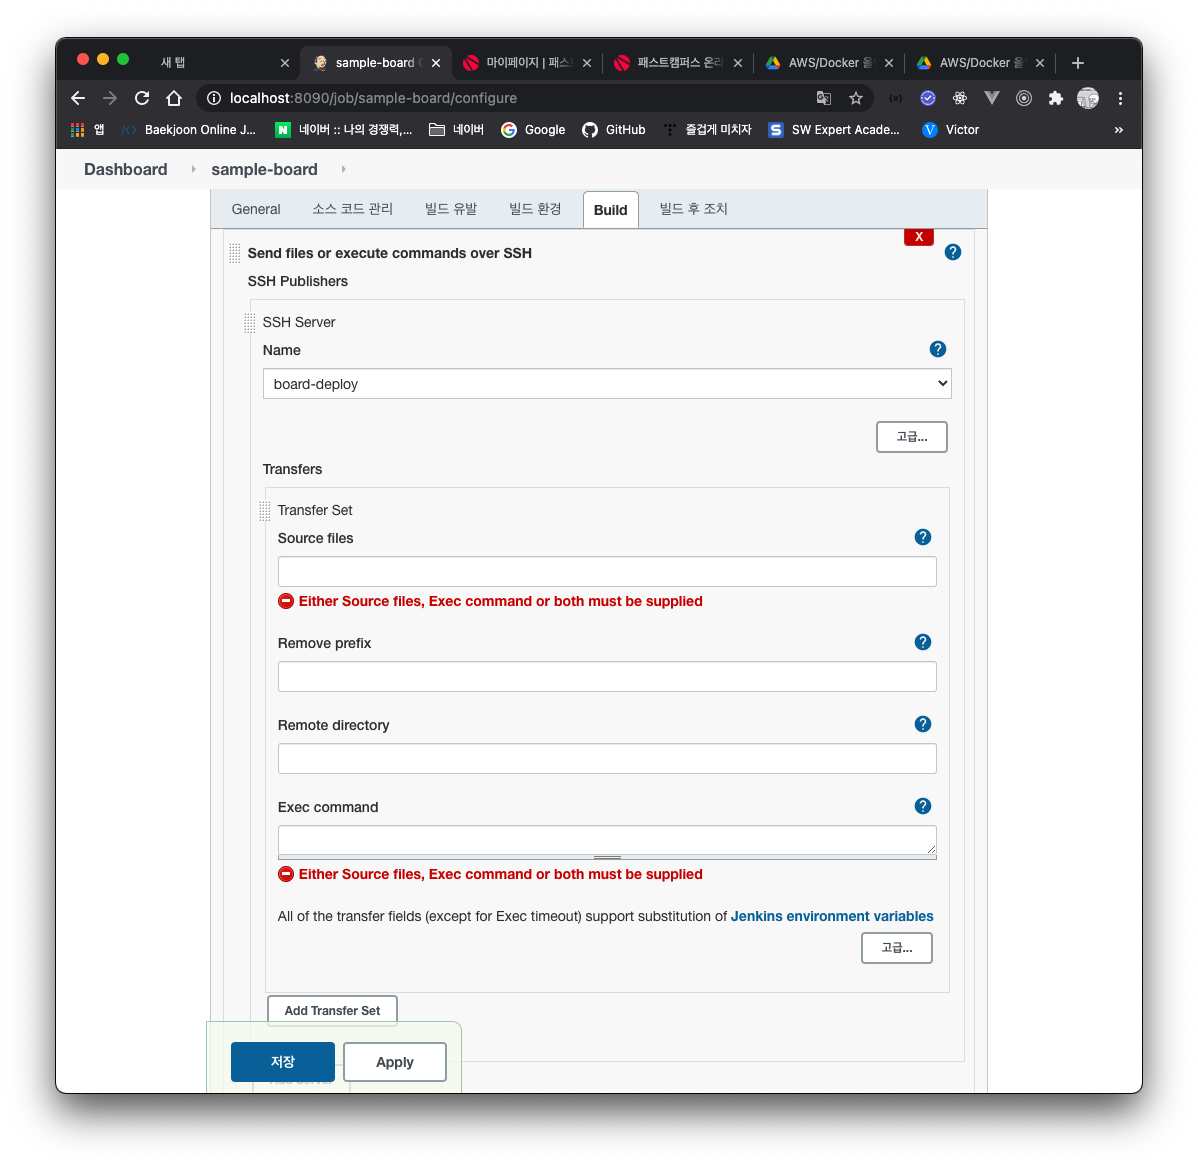 새 탭
sample-board
마이페이지 | 패스
패스트캠퍼스 온라
AWS/Docker 을
AWS/Docker 을
localhost:8090/job/sample-board/configure
앱
Baekjoon Online J...
네이버 :: 나의 경쟁력,...
네이버
Google
GitHub
즐겁게 미치자
SW Expert Acade...
Victor
»
Dashboard
sample-board
General
소스 코드 관리
빌드 유발
빌드 환경
Build
빌드 후 조치
X
Send files or execute commands over SSH
SSH Publishers
SSH Server
Name
board-deploy
고급...
Transfers
Transfer Set
Source files
Either Source files, Exec command or both must be supplied
Remove prefix
Remote directory
Exec command
Either Source files, Exec command or both must be supplied
All of the transfer fields (except for Exec timeout) support substitution of Jenkins environment variables
고급...
Add Transfer Set
저장
Apply